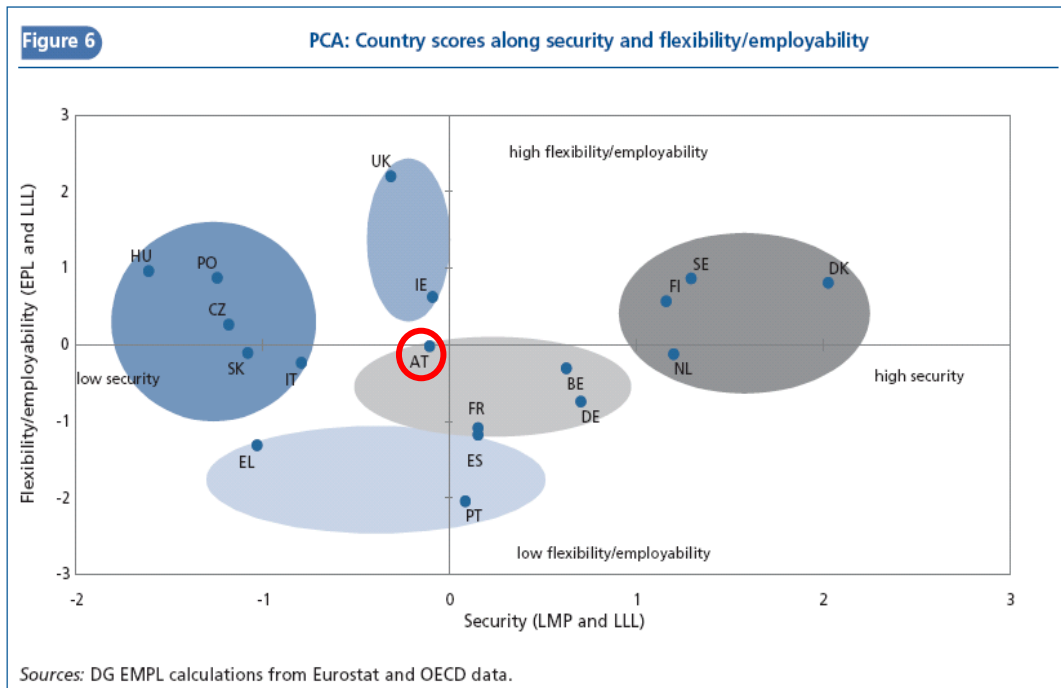 Figure 6
PCA: Country scores along security and flexibility/employability
Flexibility/employability (EPL and LLL)
3
2
1
0
-1
-2
-3
high flexibility/employability
UK
HU
PO
CZ
SK
IT
low security
IE
AT
SE
FI
DK
NL
high security
BE
DE
FR
ES
EL
PT
low flexibility/employability
-2
-1
0
1
2
3
Security (LMP and LLL)
Sources: DG EMPL calculations from Eurostat and OECD data.